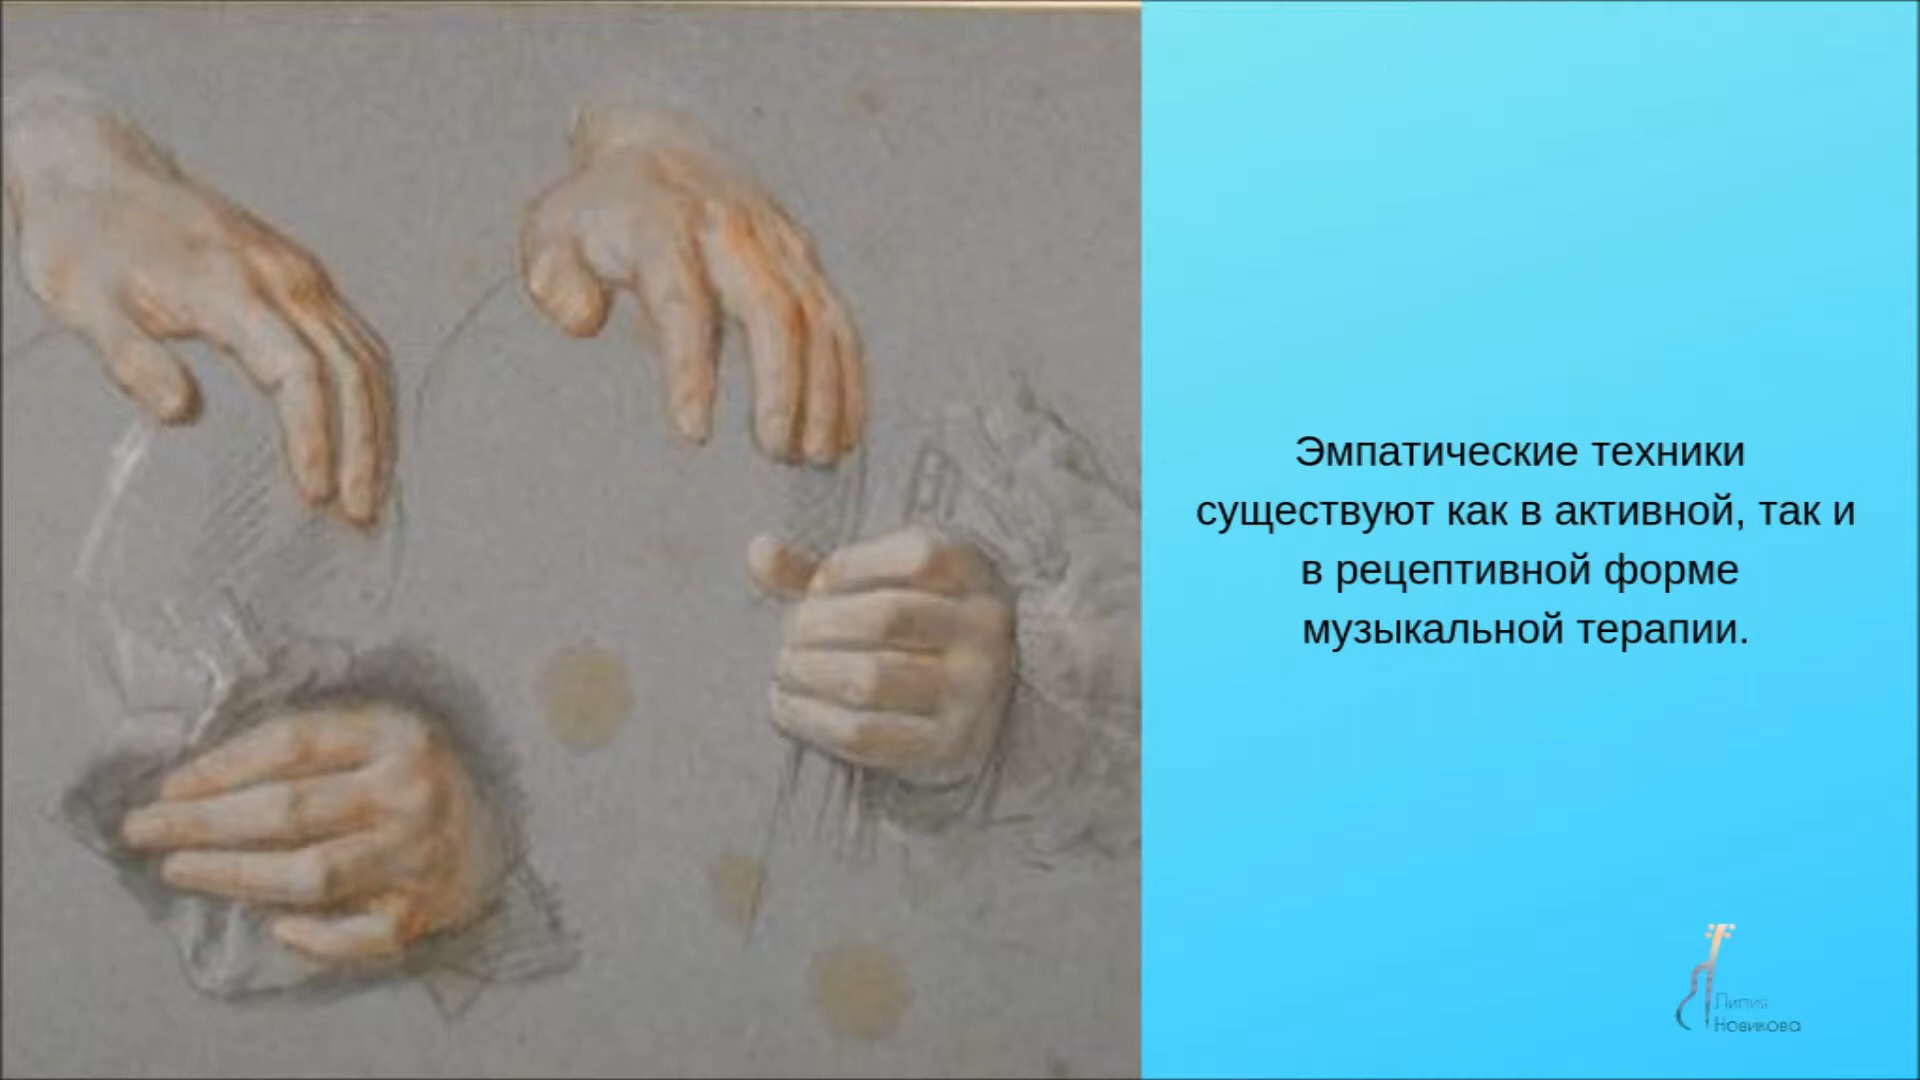 Эмпатические техники
существуют как в активной, так и
в рецептивной форме
музыкальной терапии.
Лилия
Новикова